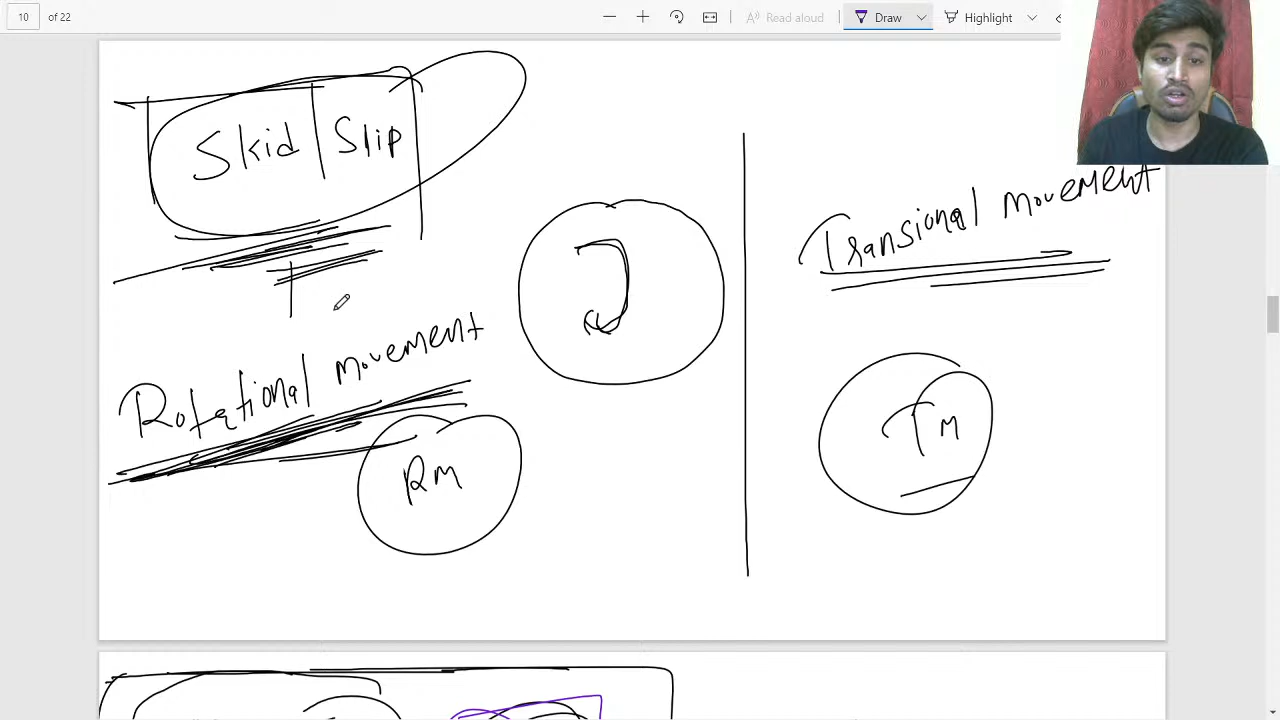 10 of 22
Read aloud
Draw
Highlight
Skid Slip
Transional movement
Rotational movement
RM
TM